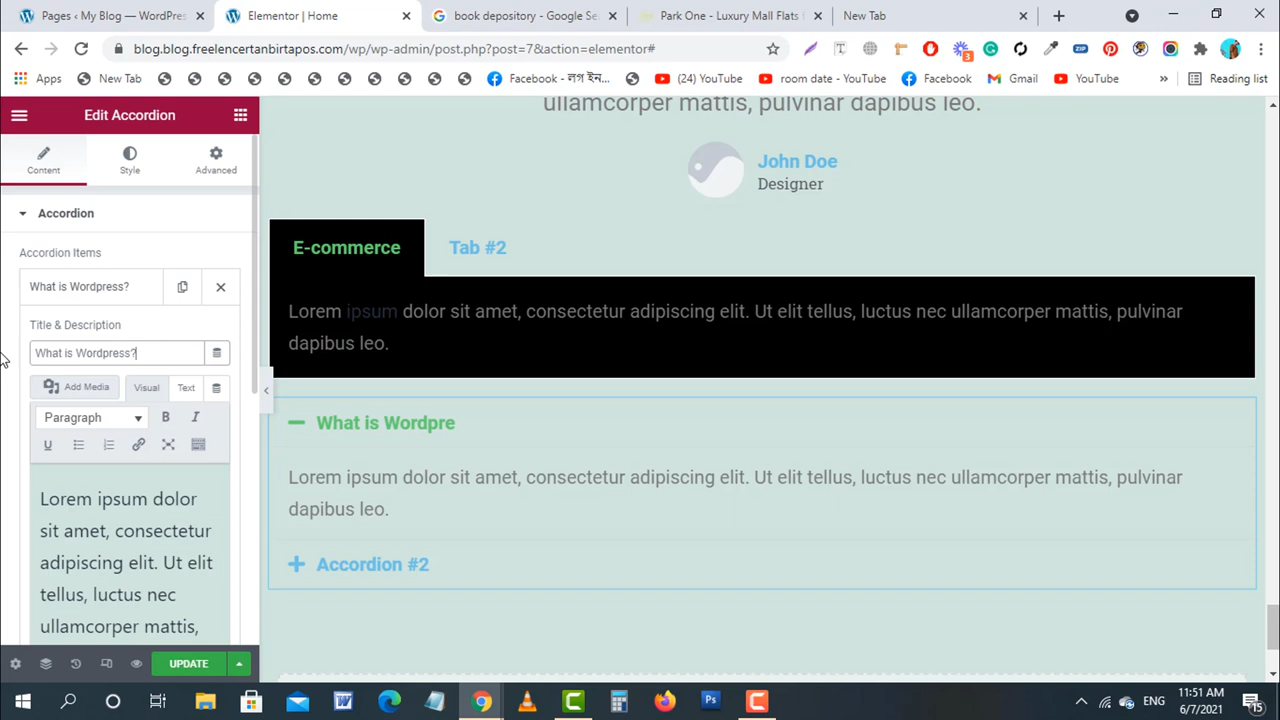 Pages ‹ My Blog — WordPres
Elementor | Home
book depository - Google Se
Park One - Luxury Mall Flats f
New Tab
blog.blog.freelencertanbirtapos.com/wp/wp-admin/post.php?post=7&action=elementor#
3
ZIP
Apps
New Tab
Facebook - লগ ইন...
(24) YouTube
room date - YouTube
Facebook
Gmail
YouTube
»
Reading list
Edit Accordion
Content
Style
Advanced
Accordion
Accordion Items
What is Wordpress?
Title & Description
What is Wordpress?
Add Media
Visual
Text
Paragraph
B
I
U
Lorem ipsum dolor
sit amet, consectetur
adipiscing elit. Ut elit
tellus, luctus nec
ullamcorper mattis,
UPDATE
ullamcorper mattis, pulvinar dapibus leo.
John Doe
Designer
E-commerce
Tab #2
Lorem ipsum dolor sit amet, consectetur adipiscing elit. Ut elit tellus, luctus nec ullamcorper mattis, pulvinar
dapibus leo.
What is Wordpre
Lorem ipsum dolor sit amet, consectetur adipiscing elit. Ut elit tellus, luctus nec ullamcorper mattis, pulvinar
dapibus leo.
Accordion #2
ENG
11:51 AM
6/7/2021
15